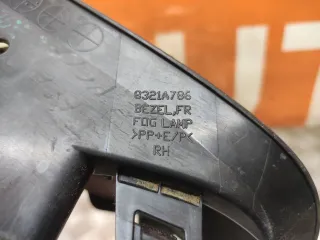 8321A786
BEZEL,FR
FOG LAMP
>PP+E/P<
RH